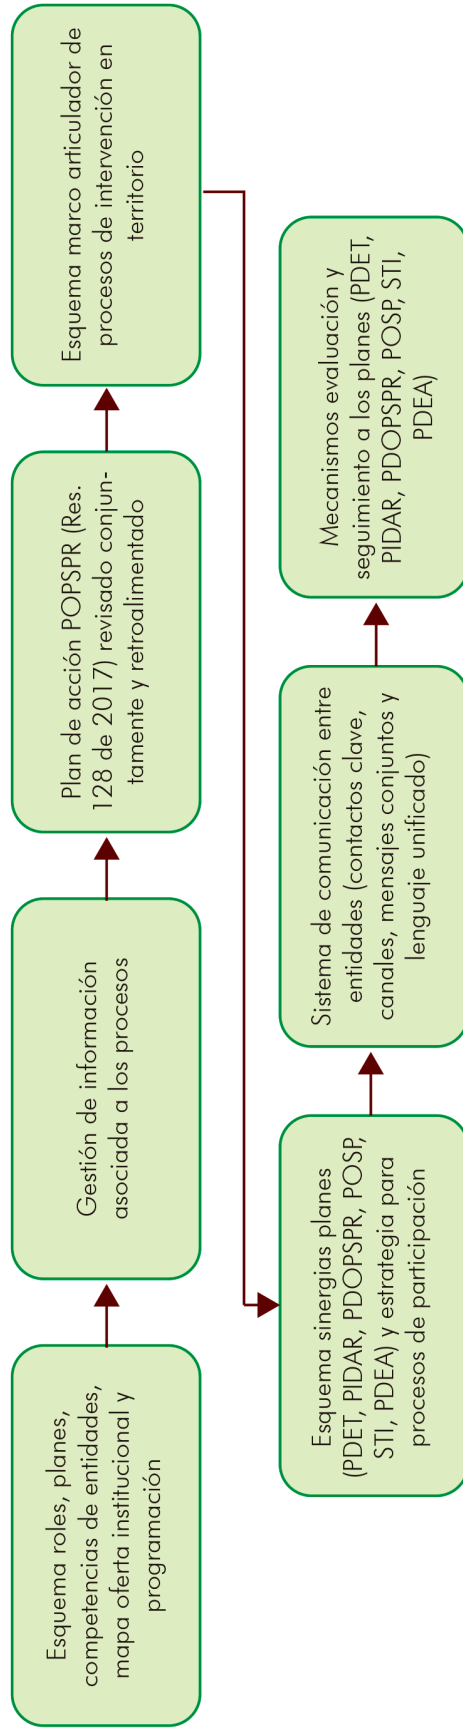 Esquema roles, planes,
competencias de entidades,
mapa oferta institucional y
programación
Gestión de información
asociada a los procesos
Plan de acción POPSPR (Res.
128 de 2017) revisado conjun-
tamente y retroalimentado
Esquema marco articulador de
procesos de intervención en
territorio
Esquema sinergias planes
(PDET, PIDAR, PDOPSPR, POSP,
STI, PDEA) y estrategia para
procesos de participación
Sistema de comunicación entre
entidades (contactos clave,
canales, mensajes conjuntos y
lenguaje unificado)
Mecanismos evaluación y
seguimiento a los planes (PDET,
PIDAR, PDOPSPR, POSP, STI,
PDEA)